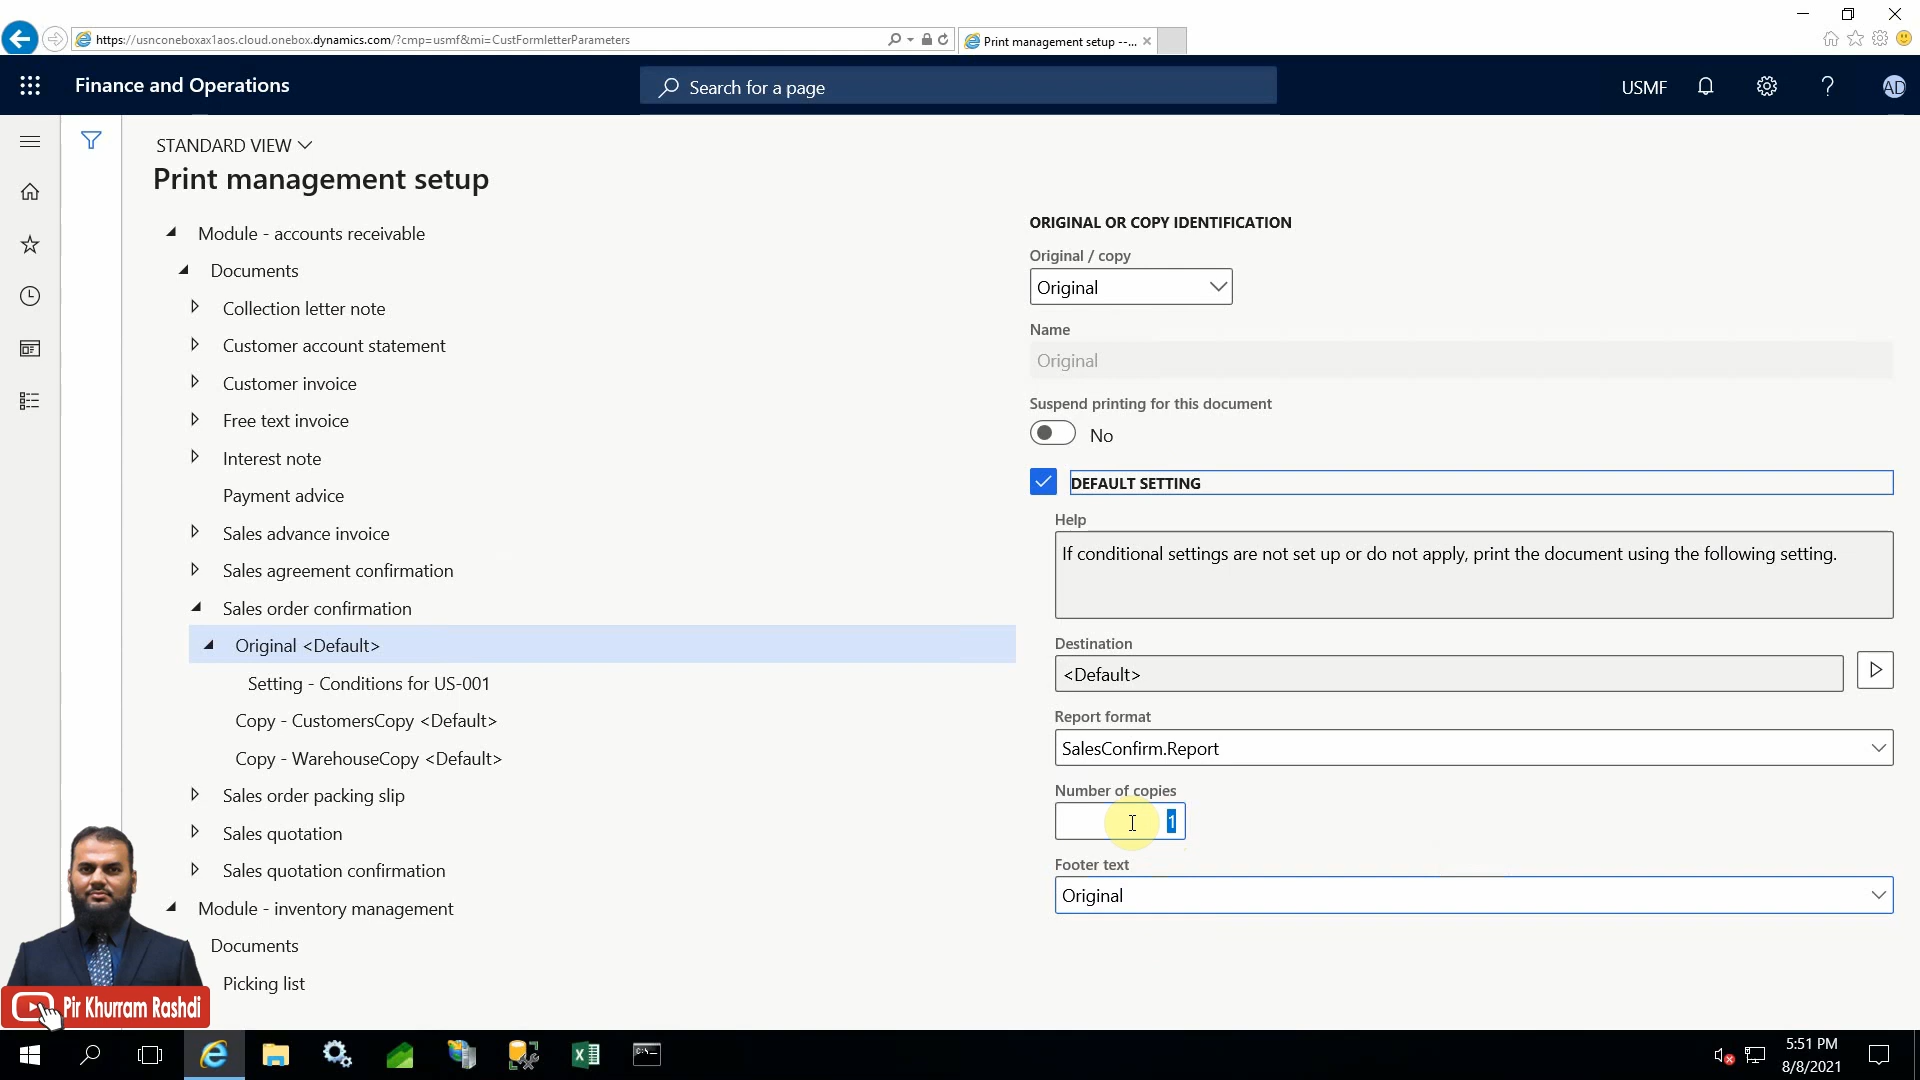 https://usnconeboxax1aos.cloud.onebox.dynamics.com/?cmp=usmf&mi=CustFormletterParameters
Print management setup --...
Finance and Operations
Search for a page
USMF
AD
STANDARD VIEW
Print management setup
Module - accounts receivable
Documents
Collection letter note
Customer account statement
Customer invoice
Free text invoice
Interest note
Payment advice
Sales advance invoice
Sales agreement confirmation
Sales order confirmation
Original <Default>
Setting - Conditions for US-001
Copy - CustomersCopy <Default>
Copy - WarehouseCopy <Default>
Sales order packing slip
Sales quotation
Sales quotation confirmation
Module - inventory management
Documents
Picking list
ORIGINAL OR COPY IDENTIFICATION
Original / copy
Original
Name
Original
Suspend printing for this document
No
DEFAULT SETTING
Help
If conditional settings are not set up or do not apply, print the document using the following setting.
Destination
<Default>
Report format
SalesConfirm.Report
Number of copies
1
Footer text
Original
Pir Khurram Rashdi
5:51 PM
8/8/2021